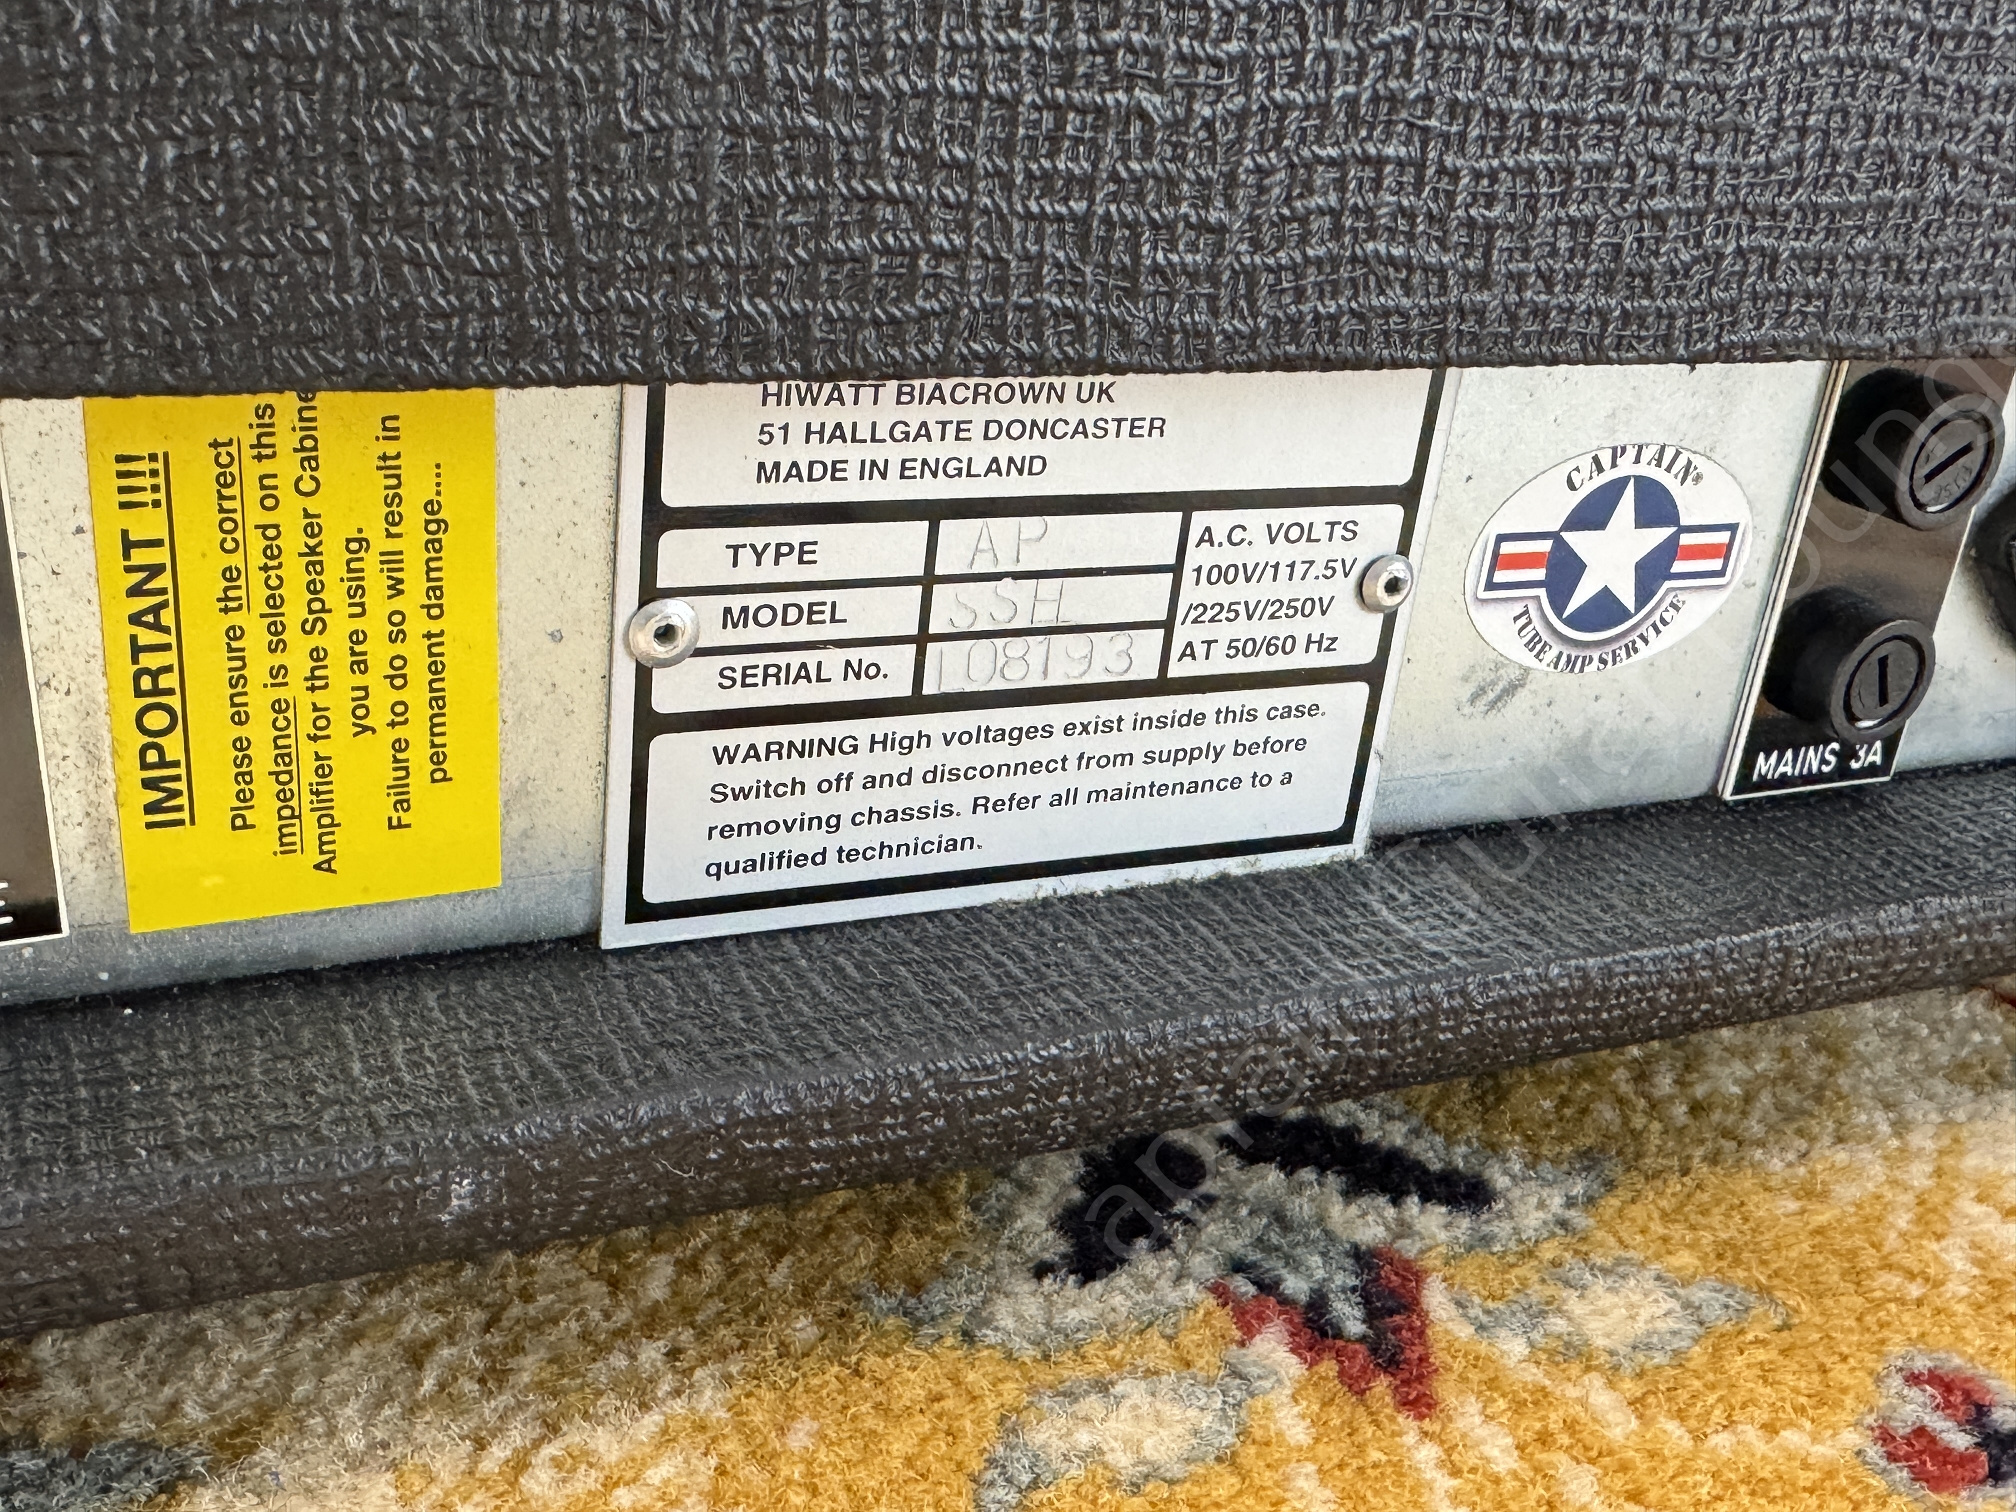 IMPORTANT !!!!
Please ensure the correct
impedance is selected on this
Amplifier for the Speaker Cabine
you are using.
Failure to do so will result in
permanent damage....
HIWATT BIACROWN UK
51 HALLGATE DONCASTER
MADE IN ENGLAND
TYPE AP
MODEL SSH
SERIAL No. L08193
A.C. VOLTS
100V/117.5V
/225V/250V
AT 50/60 Hz
WARNING High voltages exist inside this case.
Switch off and disconnect from supply before
removing chassis. Refer all maintenance to a
qualified technician.
CAPTAIN®
TUBE AMP SERVICE
MAINS 3A